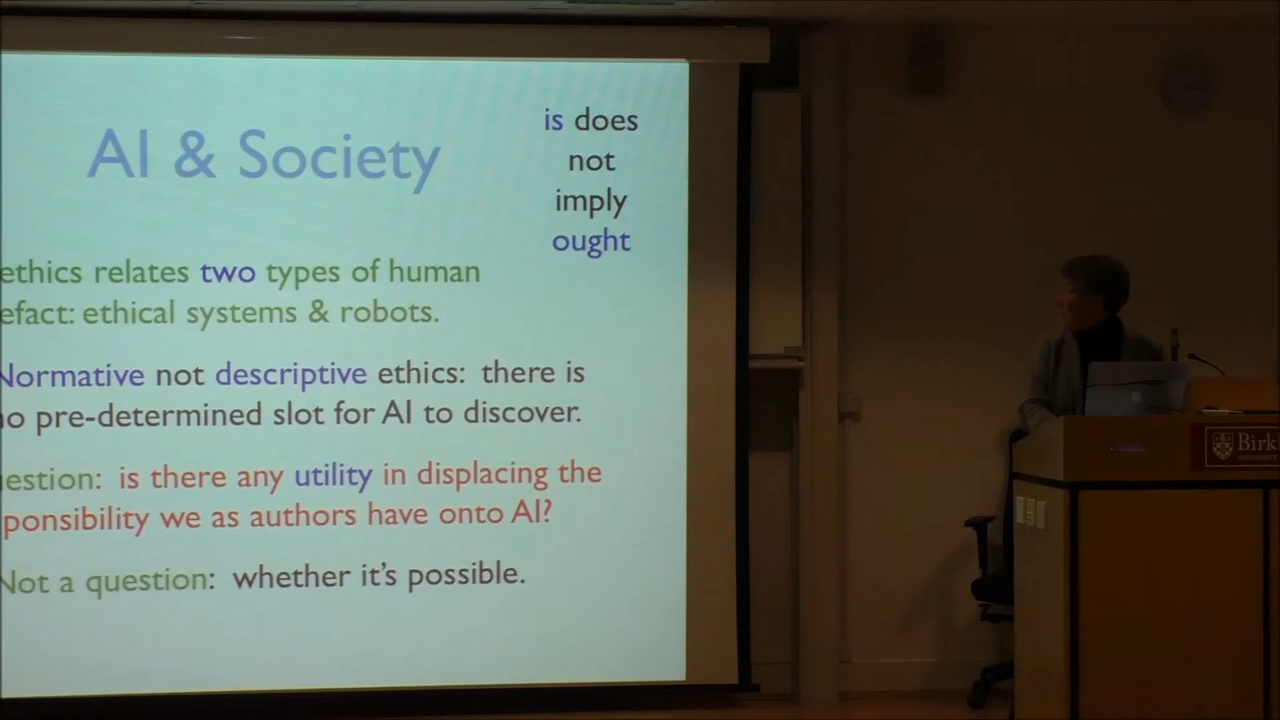 AI & Society
is does
not
imply
ought
ethics relates two types of human
efact: ethical systems & robots.
Normative not descriptive ethics: there is
no pre-determined slot for AI to discover.
estion: is there any utility in displacing the
ponsibility we as authors have onto AI?
Not a question: whether it's possible.
Birk